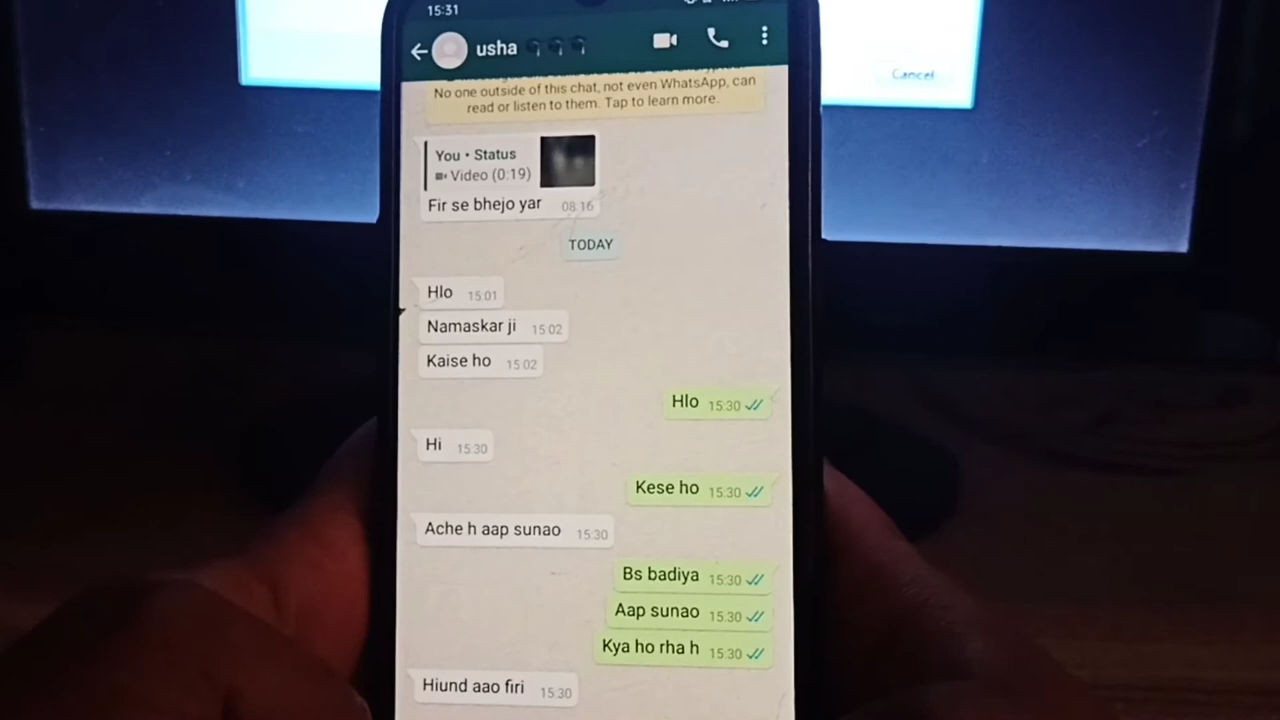 15:31
usha
No one outside of this chat, not even WhatsApp, can
read or listen to them. Tap to learn more.
You • Status
Video (0:19)
Fir se bhejo yar 08:16
TODAY
Hlo 15:01
Namaskar ji 15:02
Kaise ho 15:02
Hlo 15:30
Hi 15:30
Kese ho 15:30
Ache h aap sunao 15:30
Bs badiya 15:30
Aap sunao 15:30
Kya ho rha h 15:30
Hiund aao firi 15:30
Cancel